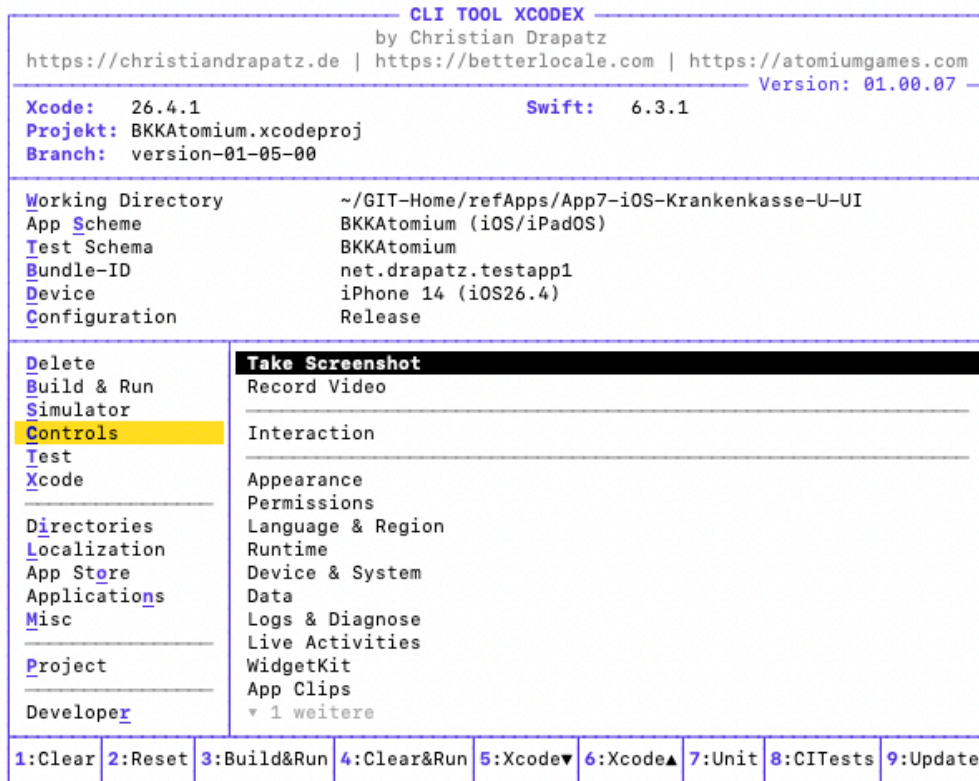 CLI TOOL XCODEX
by Christian Drapatz
https://christiandrapatz.de | https://betterlocale.com | https://atomiumgames.com
Version: 01.00.07
Xcode: 26.4.1 Swift: 6.3.1
Projekt: BKKAtomium.xcodeproj
Branch: version-01-05-00
Working Directory ~/GIT-Home/refApps/App7-iOS-Krankenkasse-U-UI
App Scheme BKKAtomium (iOS/iPadOS)
Test Schema BKKAtomium
Bundle-ID net.drapatz.testapp1
Device iPhone 14 (iOS26.4)
Configuration Release
Delete
Build & Run
Simulator
Controls
Test
Xcode
Directories
Localization
App Store
Applications
Misc
Project
Developer
Take Screenshot
Record Video
Interaction
Appearance
Permissions
Language & Region
Runtime
Device & System
Data
Logs & Diagnose
Live Activities
WidgetKit
App Clips
▼ 1 weitere
1:Clear 2:Reset 3:Build&Run 4:Clear&Run 5:Xcode▼ 6:Xcode▲ 7:Unit 8:CITests 9:Update